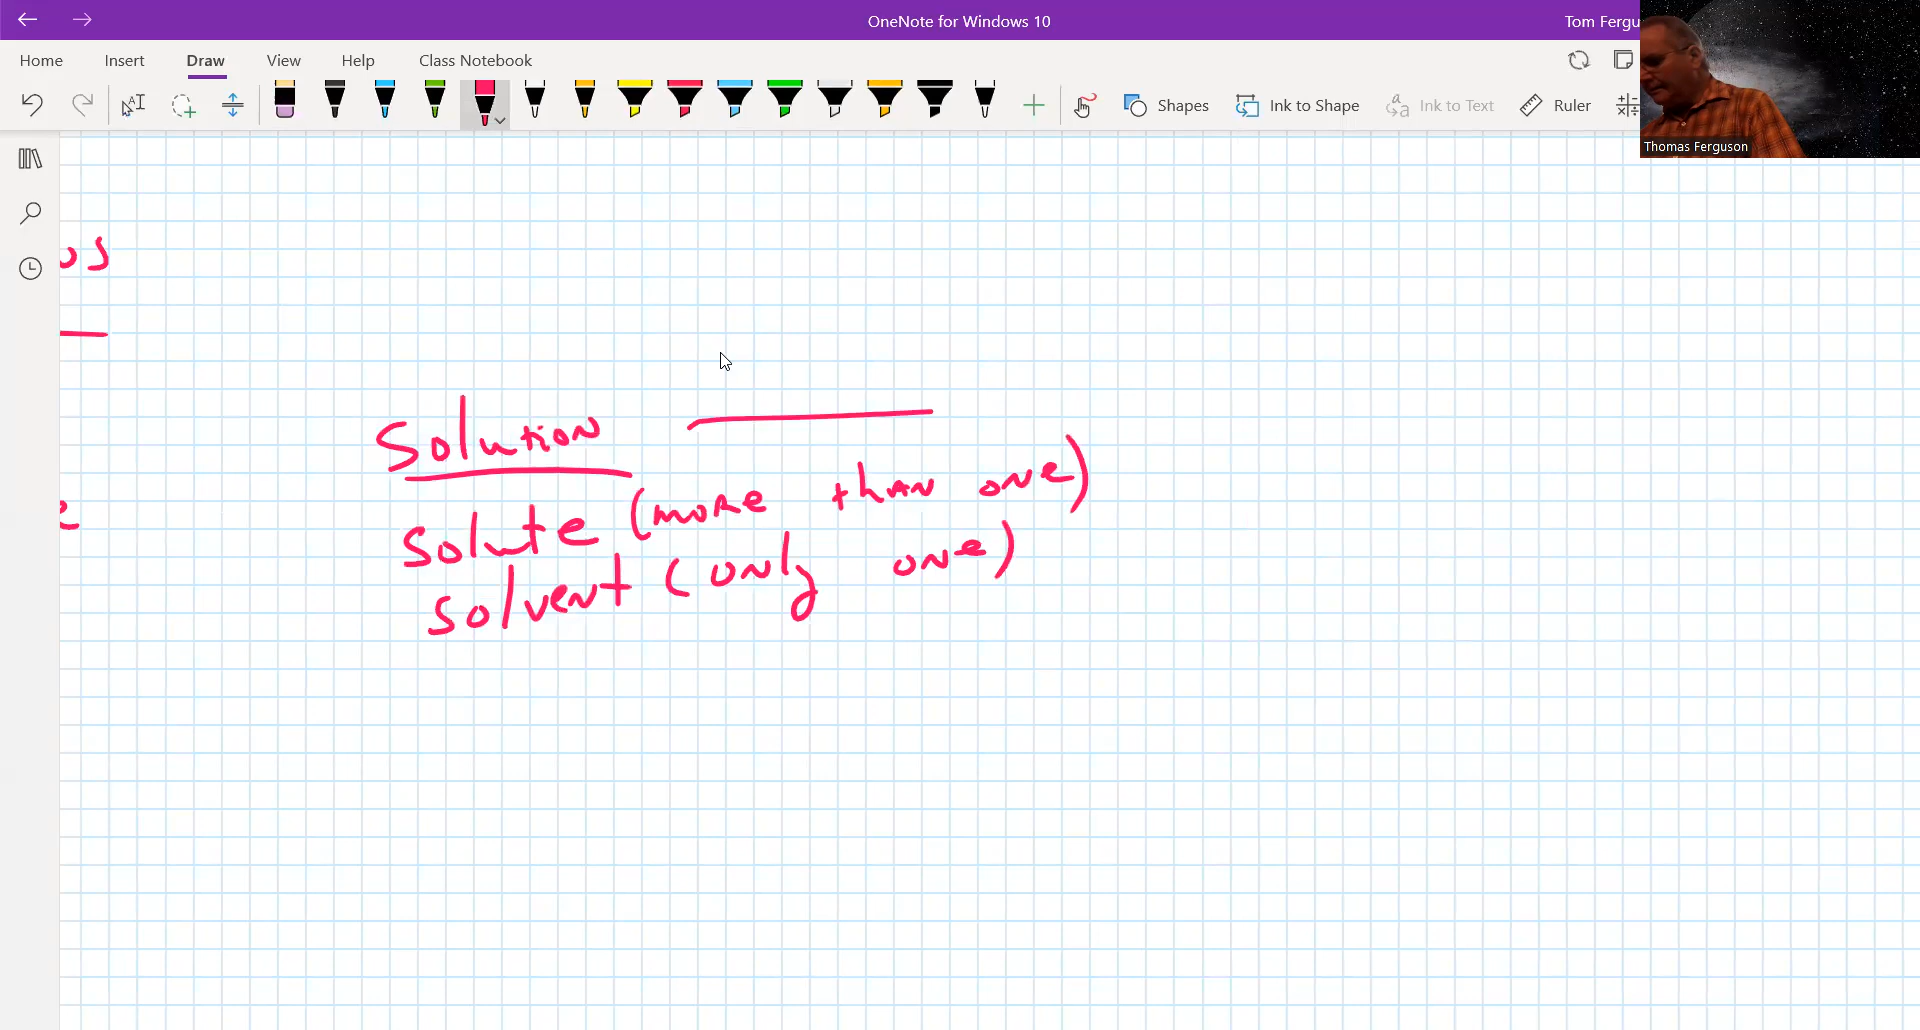 OneNote for Windows 10
Tom Fergu
Home Insert Draw View Help Class Notebook
Shapes Ink to Shape Ink to Text Ruler
Thomas Ferguson
os
Solution
solute (more than one)
solvent (only one)
e